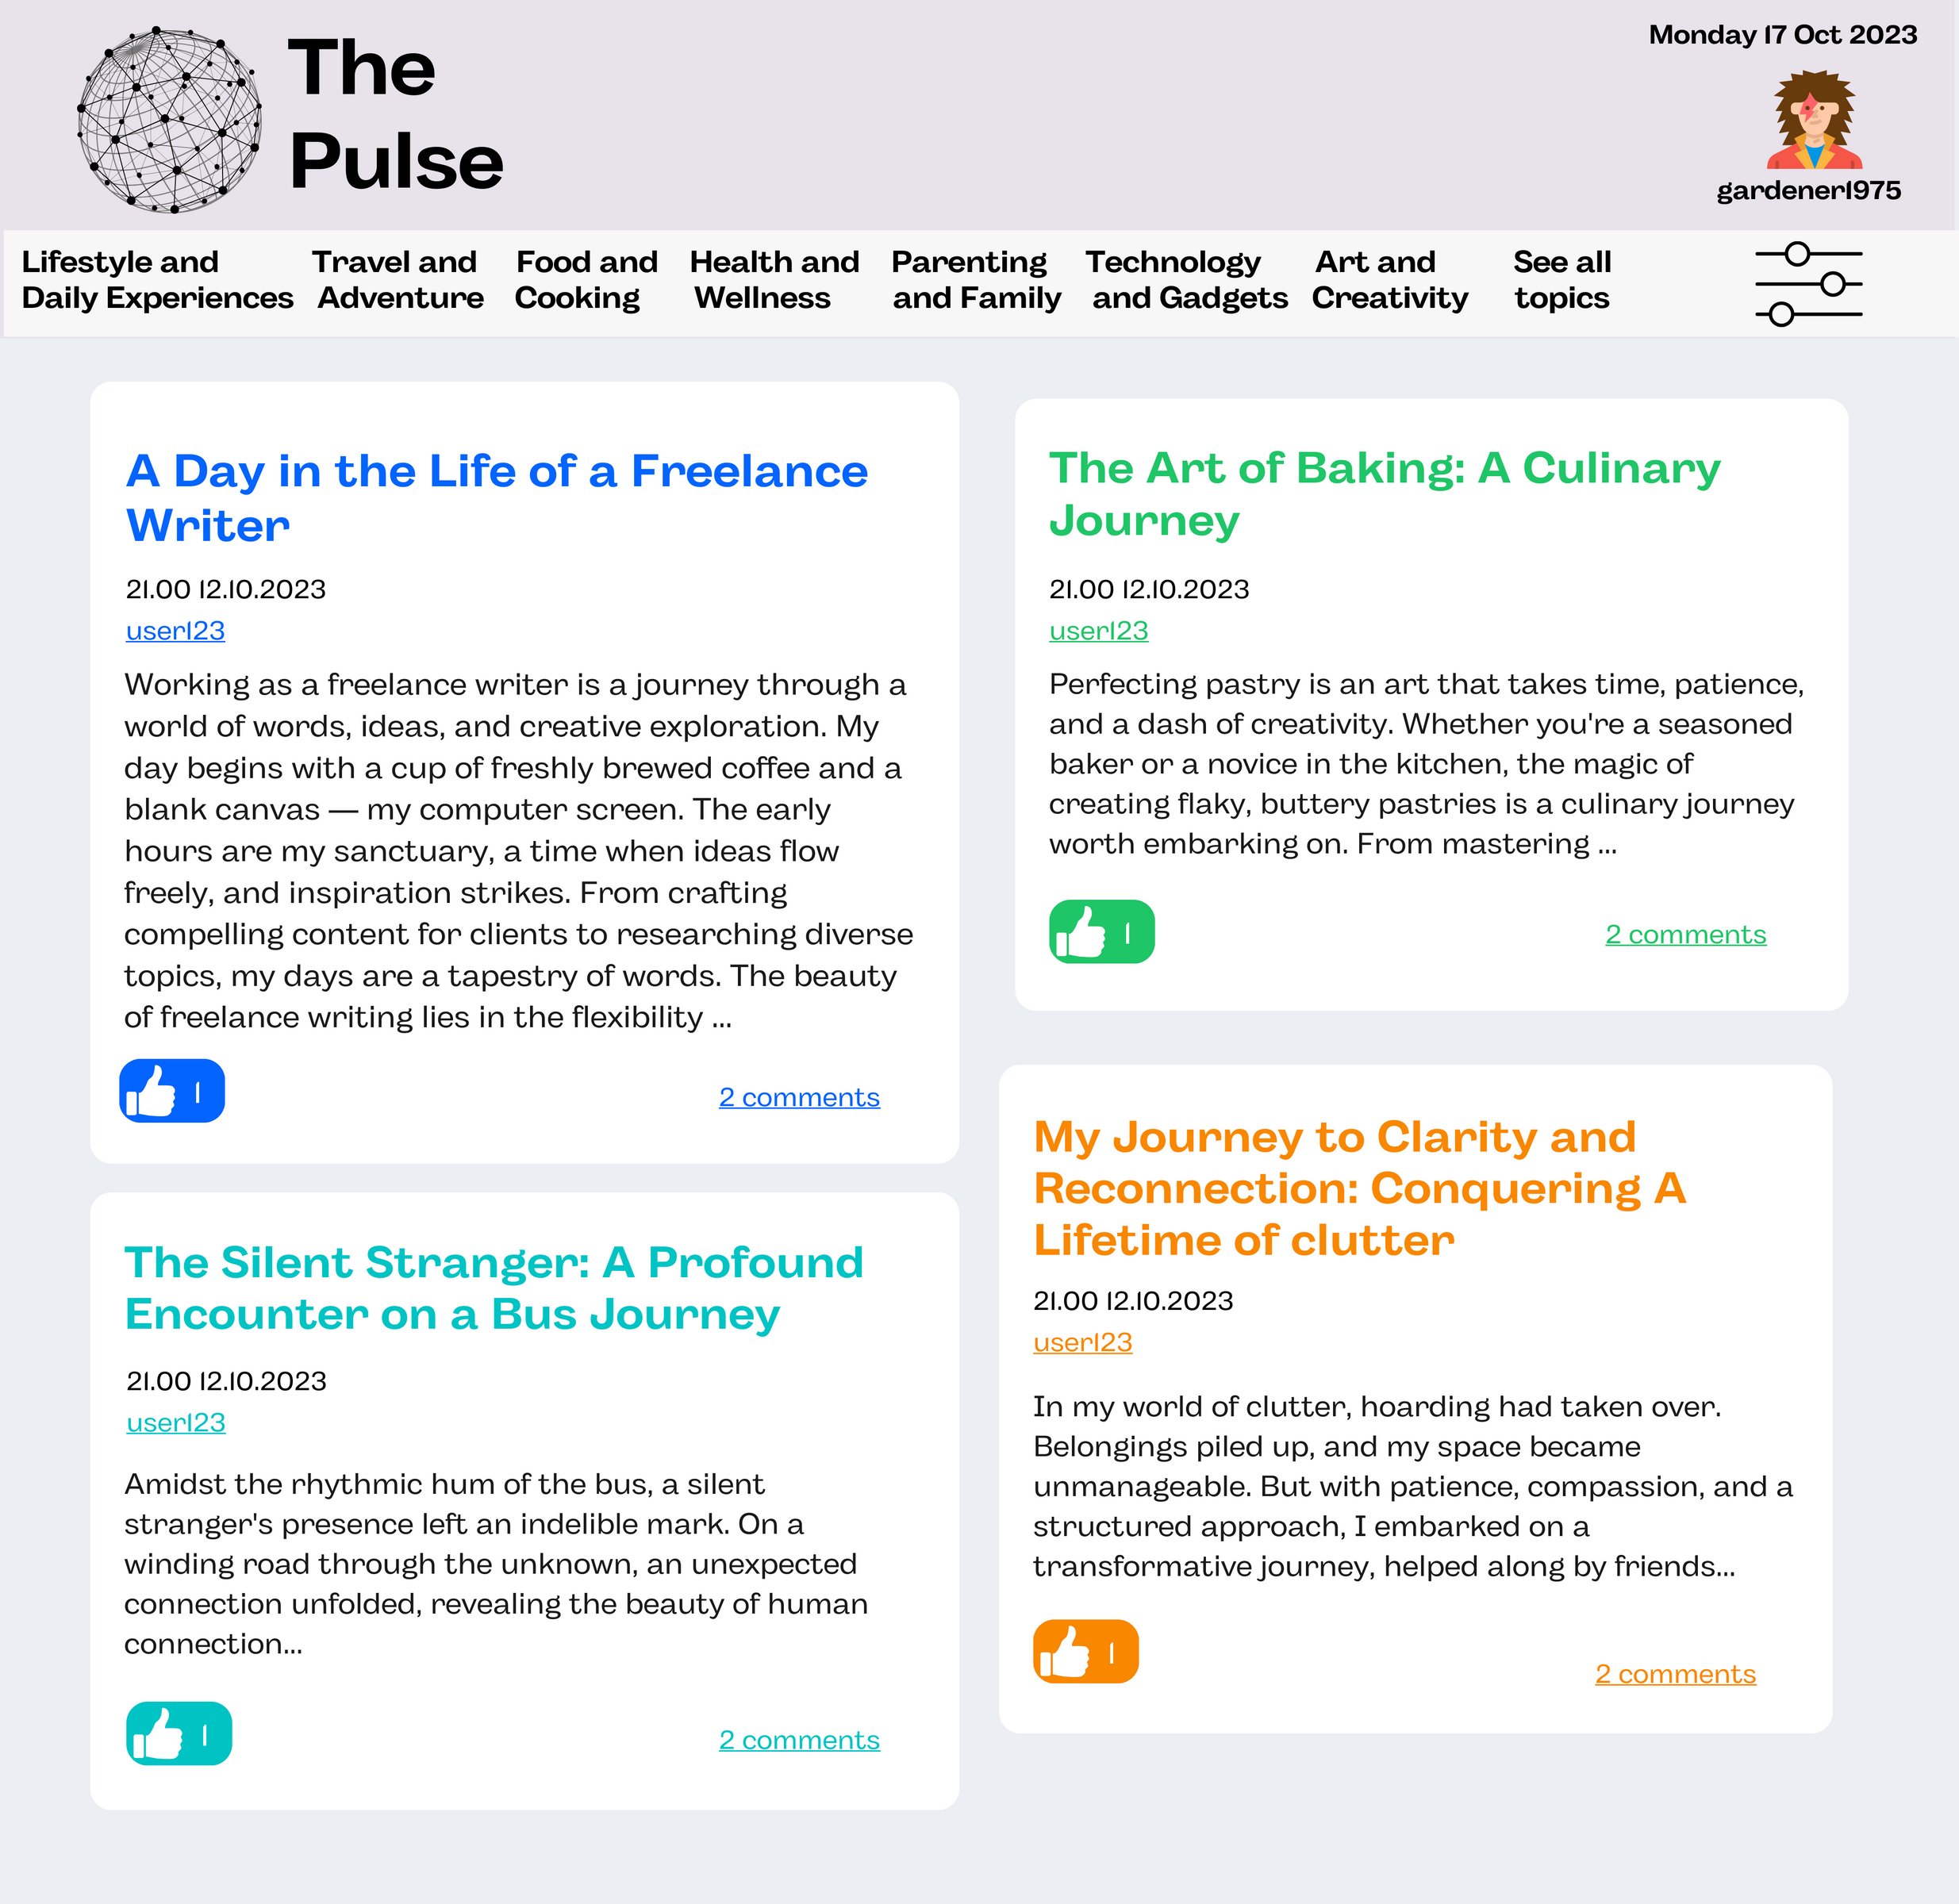 The
Pulse
Monday 17 Oct 2023
gardener1975
Lifestyle and
Daily Experiences
Travel and
Adventure
Food and
Cooking
Health and
Wellness
Parenting
and Family
Technology
and Gadgets
Art and
Creativity
See all
topics
A Day in the Life of a Freelance
Writer
21.00 12.10.2023
user123
Working as a freelance writer is a journey through a
world of words, ideas, and creative exploration. My
day begins with a cup of freshly brewed coffee and a
blank canvas — my computer screen. The early
hours are my sanctuary, a time when ideas flow
freely, and inspiration strikes. From crafting
compelling content for clients to researching diverse
topics, my days are a tapestry of words. The beauty
of freelance writing lies in the flexibility ...
1
2 comments
The Silent Stranger: A Profound
Encounter on a Bus Journey
21.00 12.10.2023
user123
Amidst the rhythmic hum of the bus, a silent
stranger's presence left an indelible mark. On a
winding road through the unknown, an unexpected
connection unfolded, revealing the beauty of human
connection...
1
2 comments
The Art of Baking: A Culinary
Journey
21.00 12.10.2023
user123
Perfecting pastry is an art that takes time, patience,
and a dash of creativity. Whether you're a seasoned
baker or a novice in the kitchen, the magic of
creating flaky, buttery pastries is a culinary journey
worth embarking on. From mastering ...
1
2 comments
My Journey to Clarity and
Reconnection: Conquering A
Lifetime of clutter
21.00 12.10.2023
user123
In my world of clutter, hoarding had taken over.
Belongings piled up, and my space became
unmanageable. But with patience, compassion, and a
structured approach, I embarked on a
transformative journey, helped along by friends...
1
2 comments